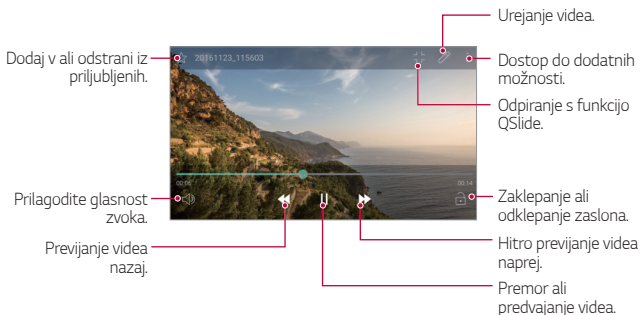 Urejanje videa.
Dodaj v ali odstrani iz
priljubljenih.
20161123_115603
Dostop do dodatnih
možnosti.
Odpiranje s funkcijo
QSlide.
00:06
00:14
Prilagodite glasnost
zvoka.
Zaklepanje ali
odklepanje zaslona.
Previjanje videa
nazaj.
Hitro previjanje videa
naprej.
Premor ali
predvajanje videa.